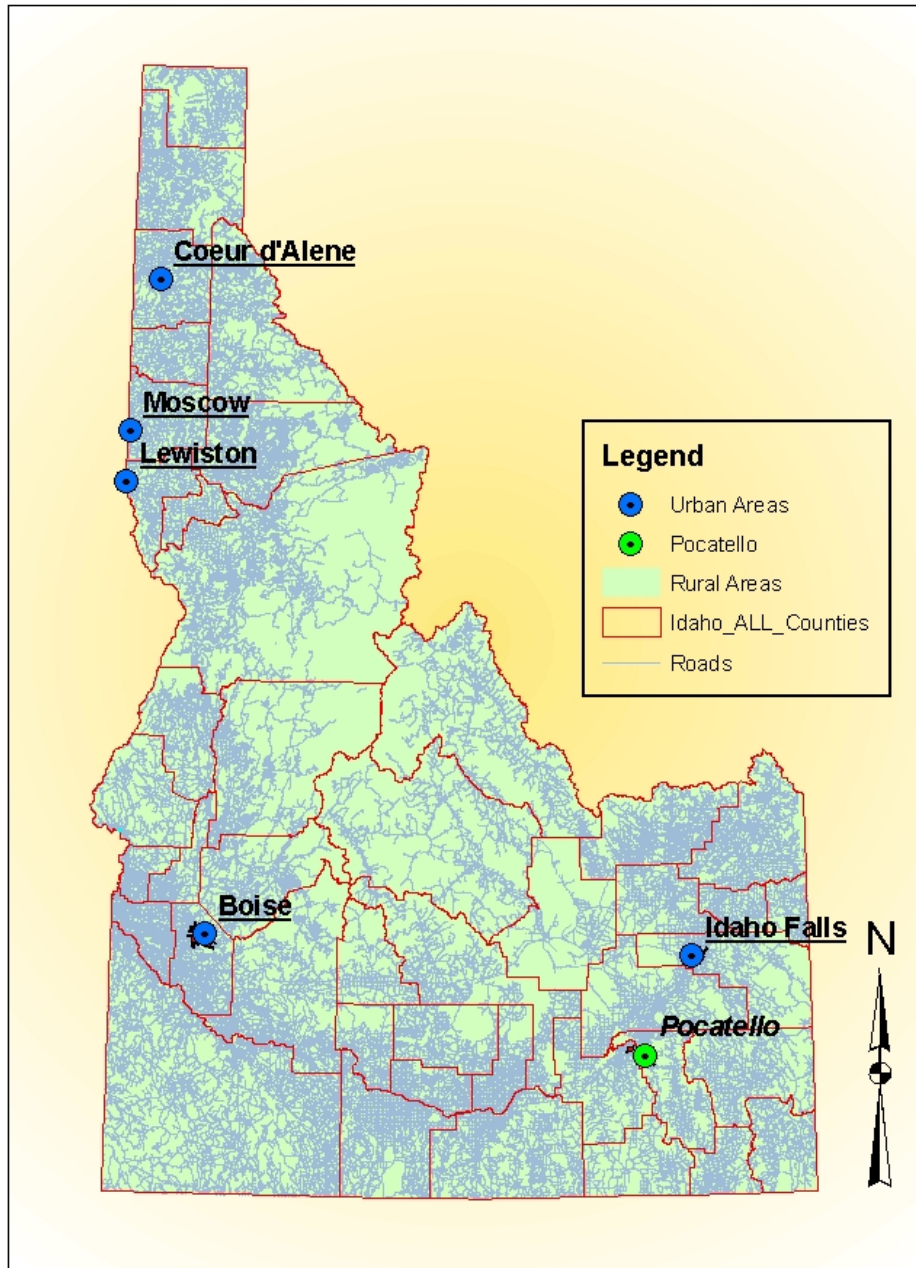 Coeur d'Alene
Moscow
Lewiston
Legend
Urban Areas
Pocatello
Rural Areas
Idaho_ALL_Counties
Roads
Boise
Idaho Falls
N
Pocatello